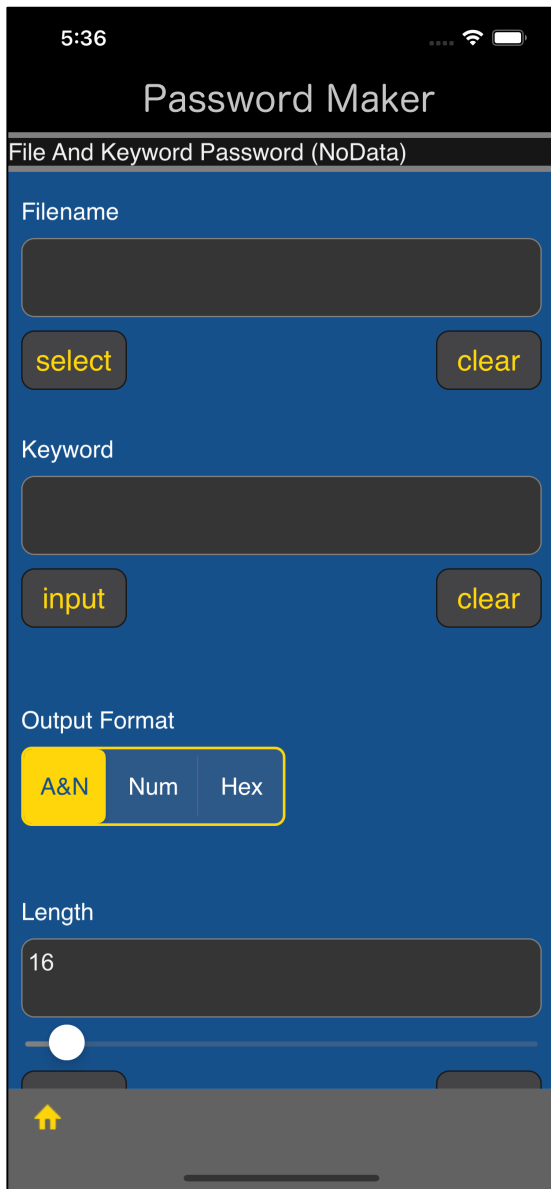 5:36
Password Maker
File And Keyword Password (NoData)
Filename
select clear
Keyword
input clear
Output Format
A&N Num Hex
Length
16